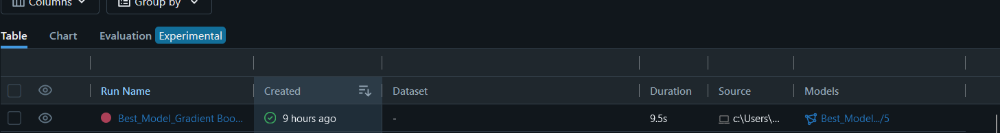 Columns Group by
Table Chart Evaluation Experimental
Run Name Created Dataset Duration Source Models
Best_Model_Gradient Boo... 9 hours ago - 9.5s c:\Users\... Best_Model.../5